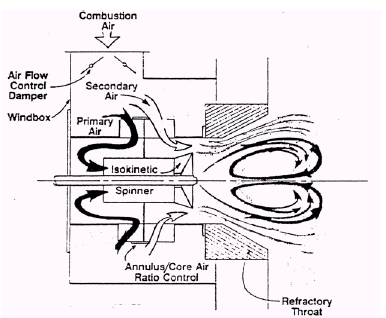 Combustion
Air
Air Flow
Control
Damper
Secondary
Air
Windbox
Primary
Air
Isokinetic
Spinner
Annulus/Core Air
Ratio Control
Refractory
Throat